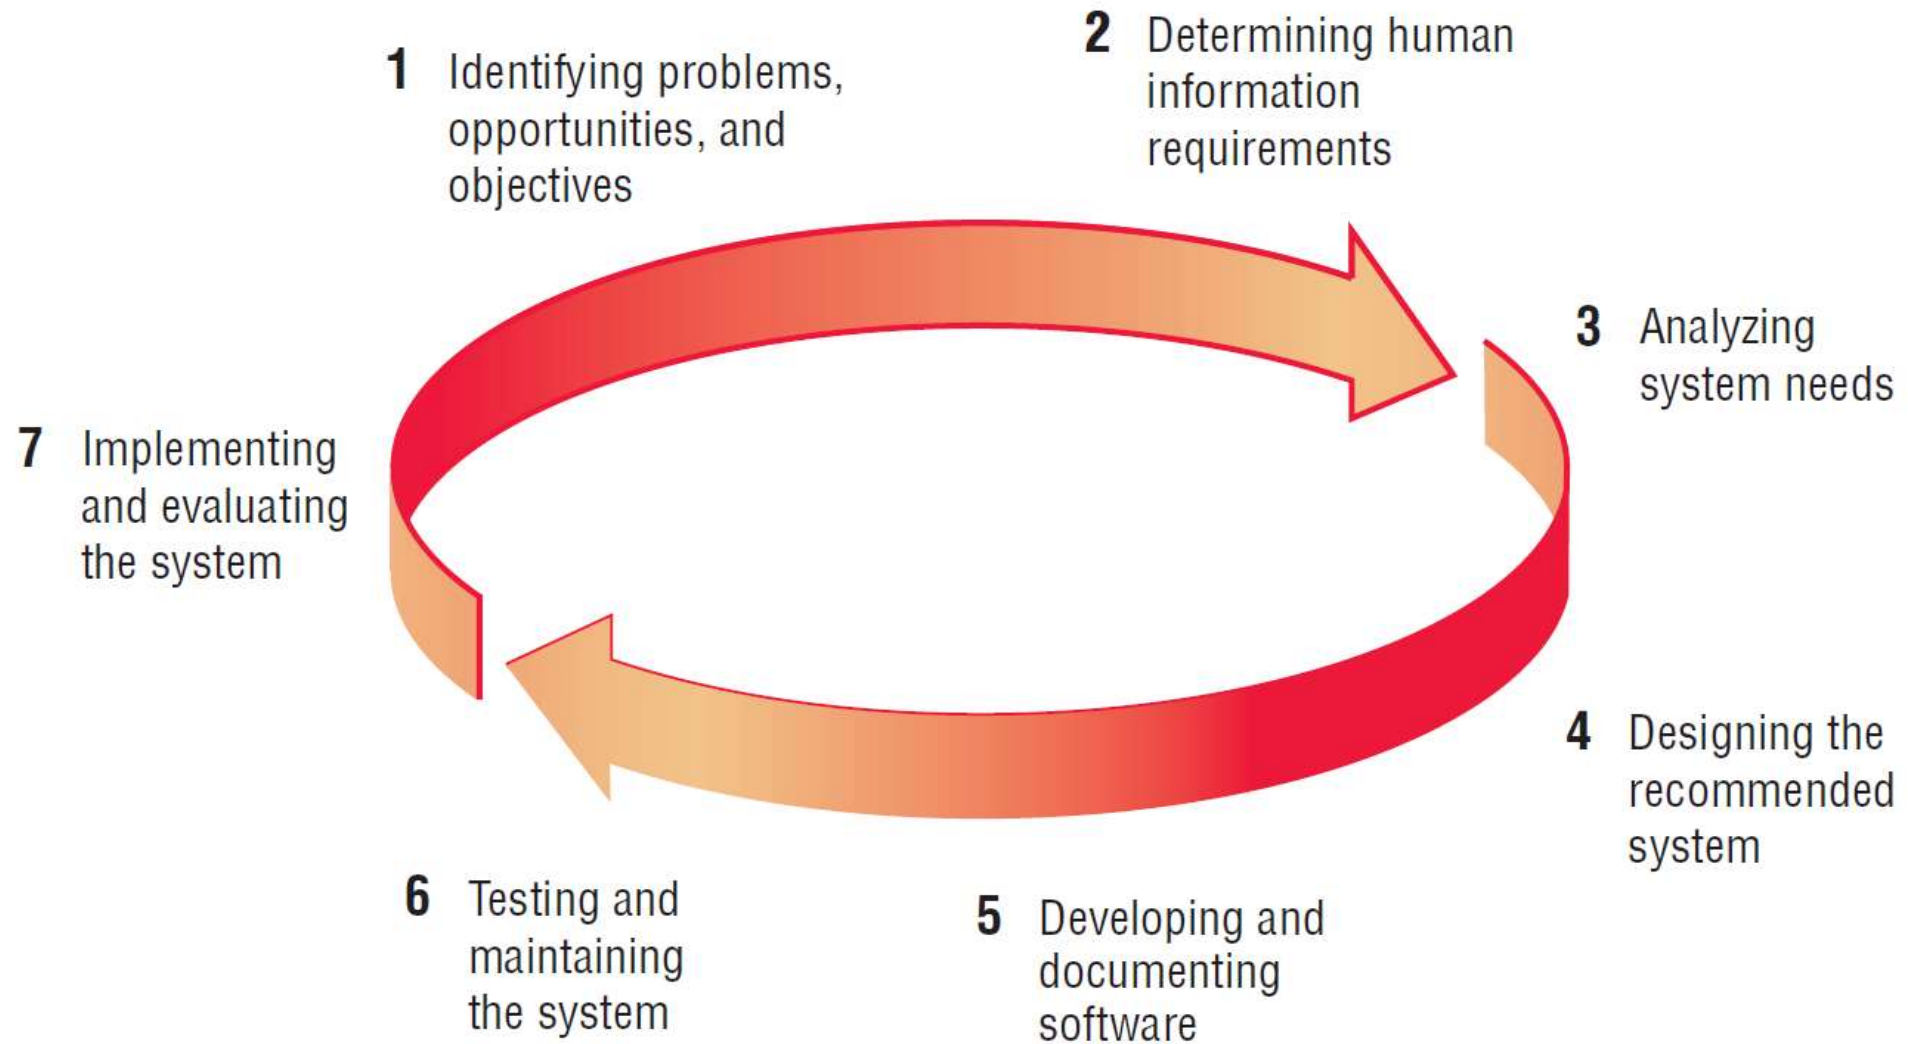 1 Identifying problems,
opportunities, and
objectives
2 Determining human
information
requirements
3 Analyzing
system needs
4 Designing the
recommended
system
5 Developing and
documenting
software
6 Testing and
maintaining
the system
7 Implementing
and evaluating
the system